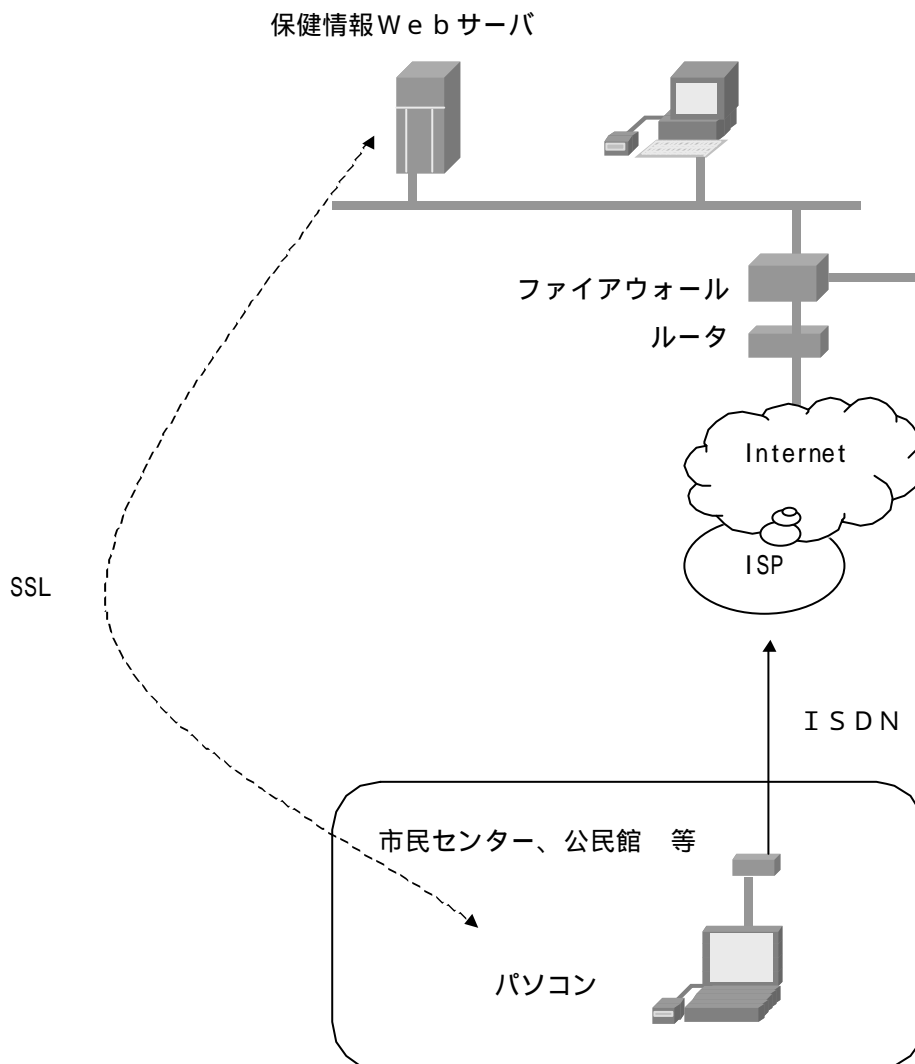 保健情報Ｗｅｂサーバ
ファイアウォール
ルータ
Internet
ISP
SSL
ＩＳＤＮ
市民センター、公民館　等
パソコン